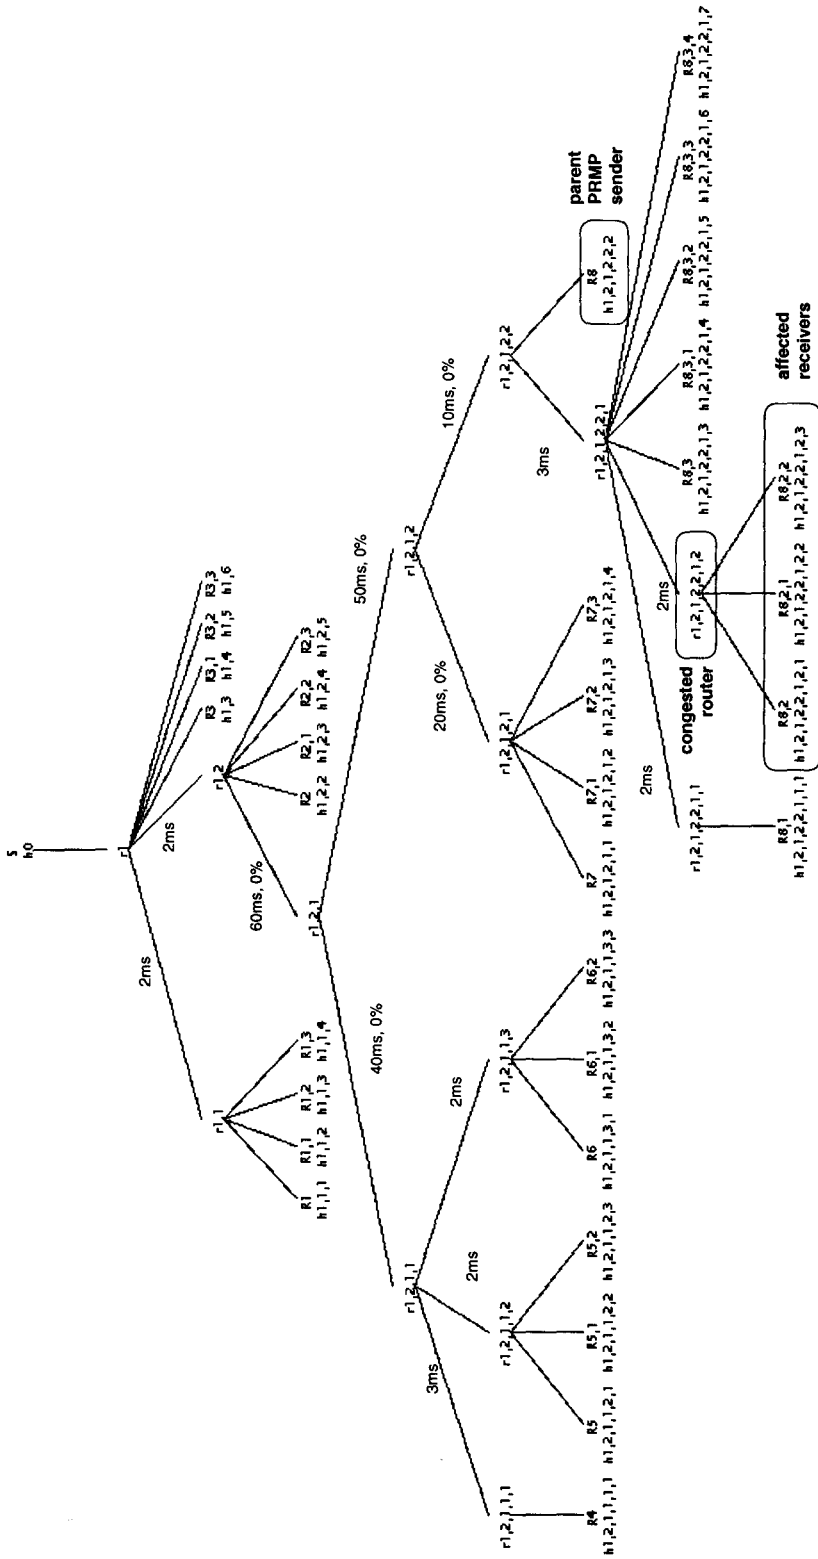 S
h0
r1
2ms 2ms
R3 R3,1 R3,2 R3,3
h1,3 h1,4 h1,5 h1,6
r1,1 r1,2
60ms, 0%
R1 R1,1 R1,2 R1,3
h1,1,1 h1,1,2 h1,1,3 h1,1,4
R2 R2,1 R2,2 R2,3
h1,2,2 h1,2,3 h1,2,4 h1,2,5
r1,2,1
40ms, 0% 50ms, 0%
r1,2,1,1 r1,2,1,2
3ms 2ms 2ms 20ms, 0% 10ms, 0%
r1,2,1,1,1 r1,2,1,1,2 r1,2,1,1,3 r1,2,1,2,1 r1,2,1,2,2
3ms
parent
PRMP
sender
R4 R5 R5,1 R5,2 R6 R6,1 R6,2 R7 R7,1 R7,2 R7,3
h1,2,1,1,1,1 h1,2,1,1,2,1 h1,2,1,1,2,2 h1,2,1,1,2,3 h1,2,1,1,3,1 h1,2,1,1,3,2 h1,2,1,1,3,3 h1,2,1,2,1,1 h1,2,1,2,1,2 h1,2,1,2,1,3 h1,2,1,2,1,4
r1,2,1,2,2,1
R8
h1,2,1,2,2,2
2ms 2ms
congested
router
r1,2,1,2,2,1,1 r1,2,1,2,2,1,2
R8,3 R8,3,1 R8,3,2 R8,3,3 R8,3,4
h1,2,1,2,2,1,3 h1,2,1,2,2,1,4 h1,2,1,2,2,1,5 h1,2,1,2,2,1,6 h1,2,1,2,2,1,7
R8,1 R8,2 R8,2,1 R8,2,2
h1,2,1,2,2,1,1,1 h1,2,1,2,2,1,2,1 h1,2,1,2,2,1,2,2 h1,2,1,2,2,1,2,3
affected
receivers